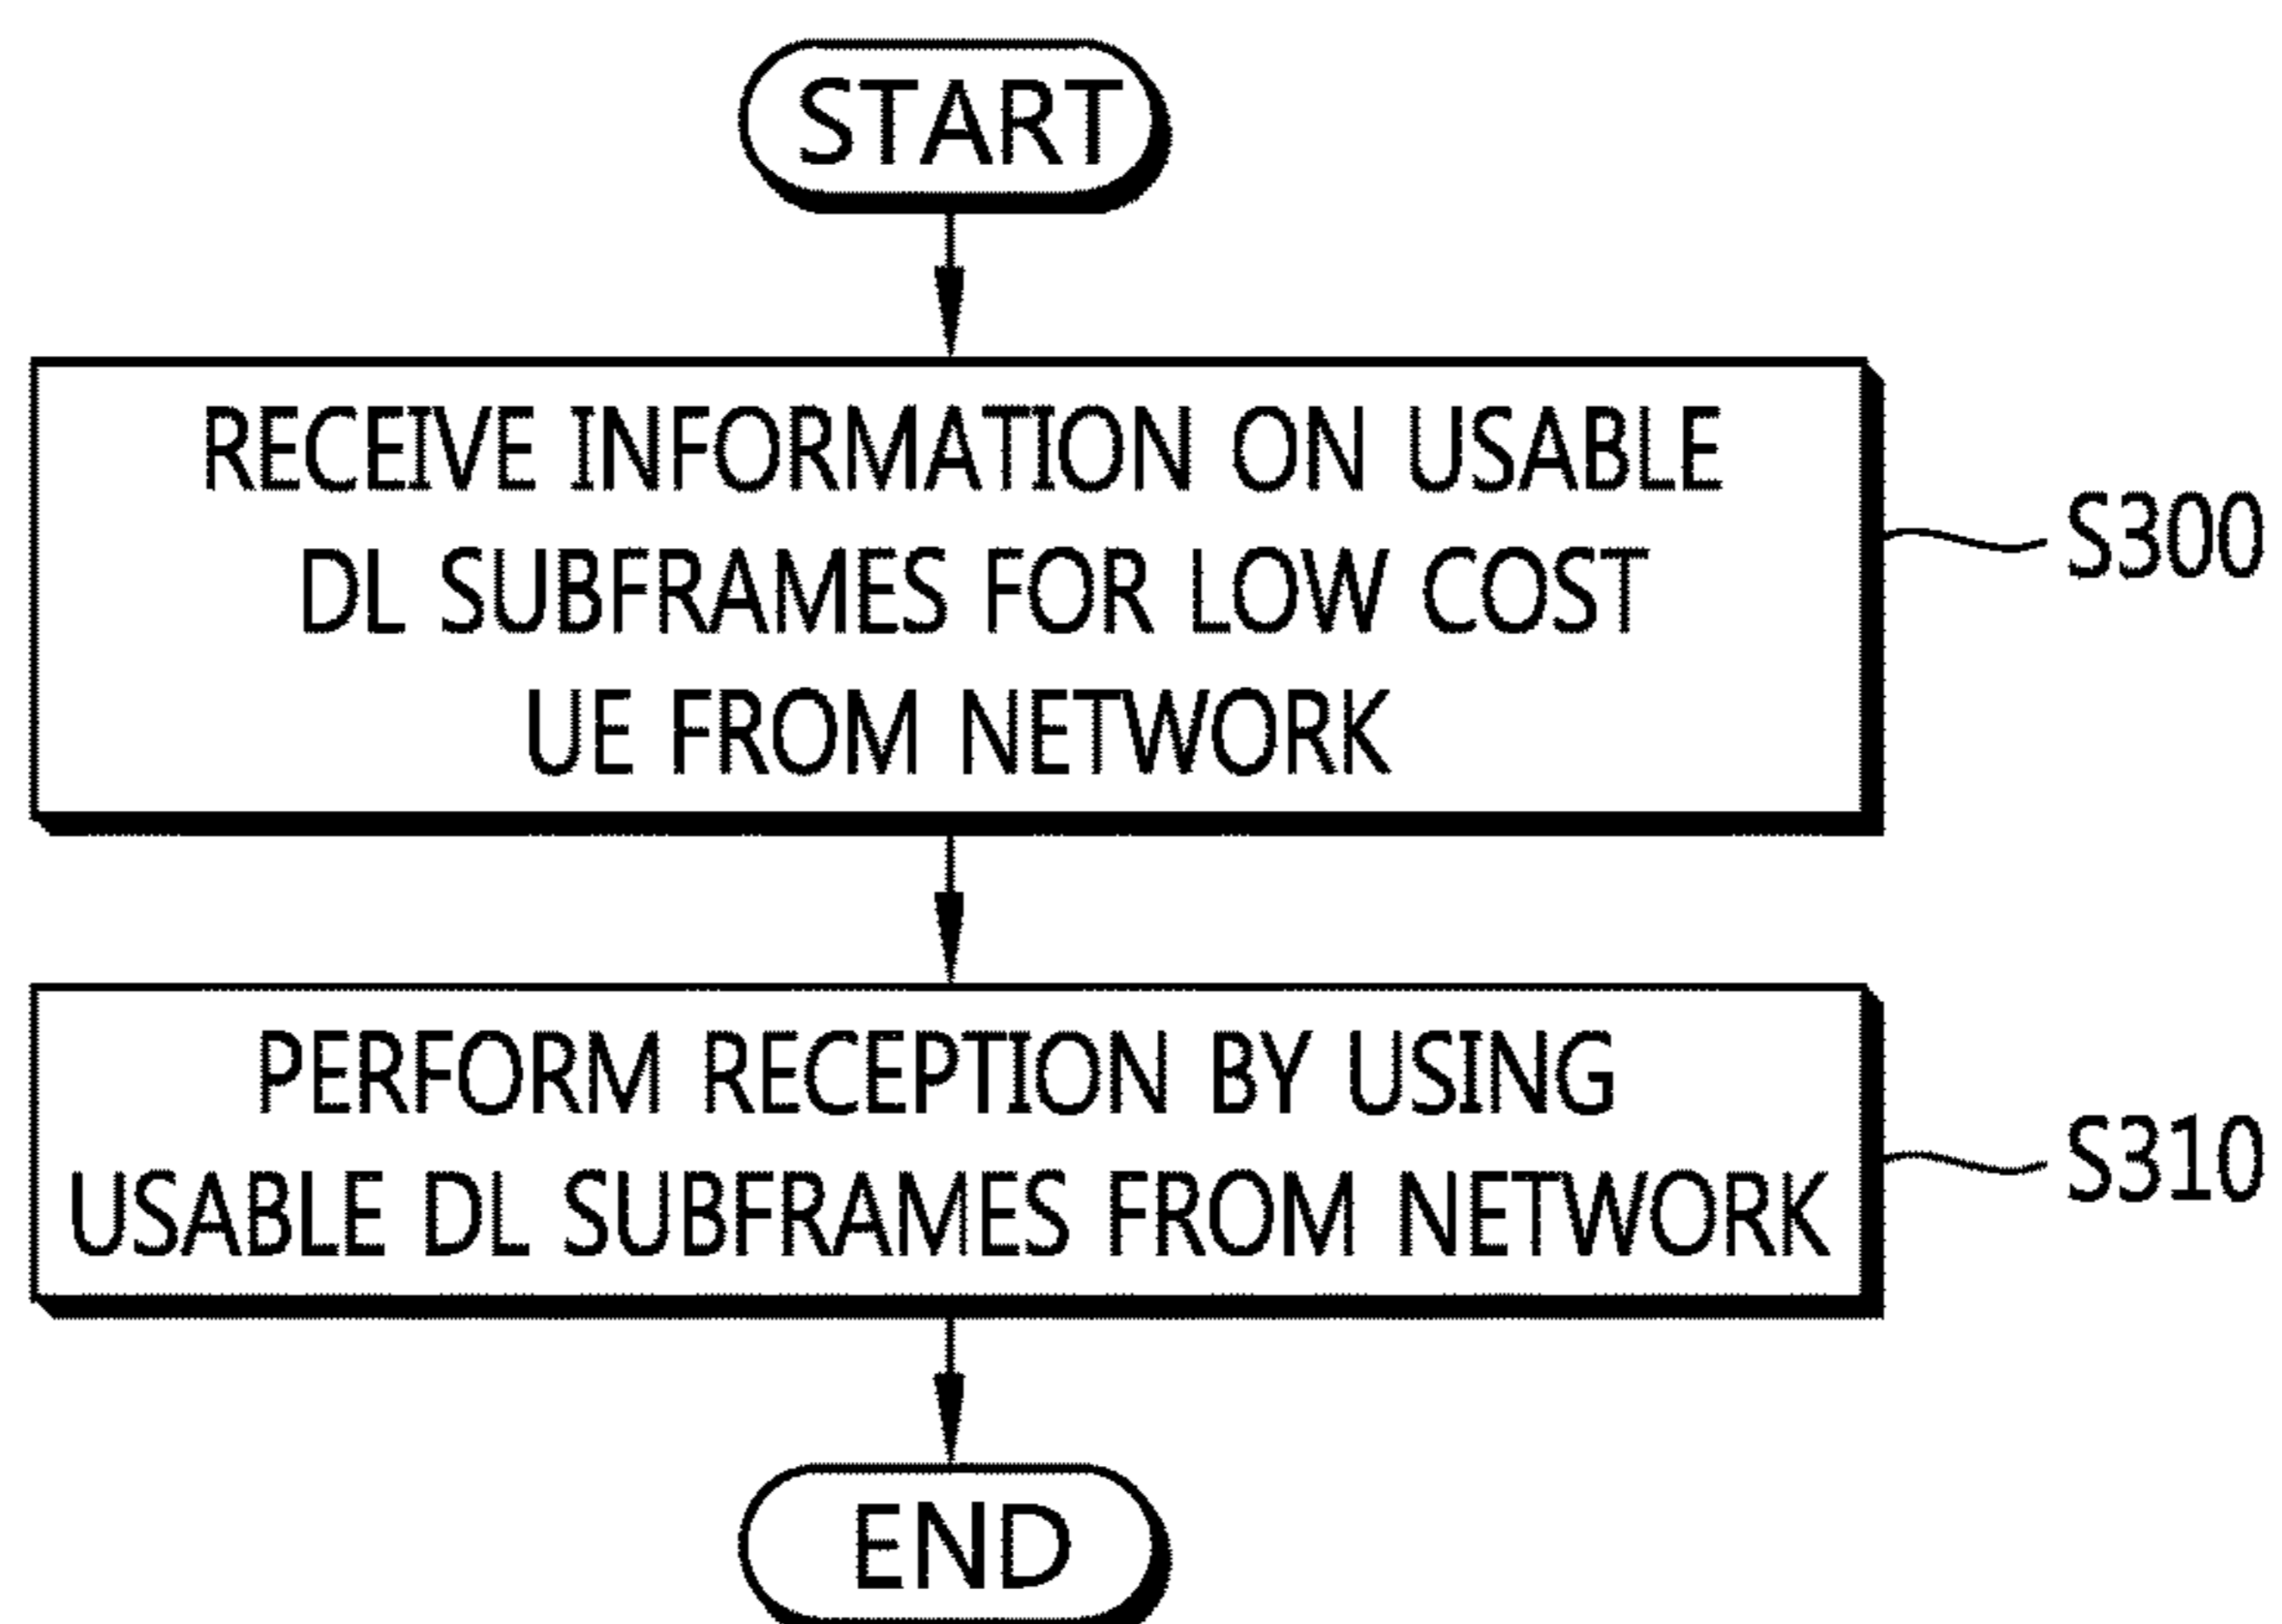 START
RECEIVE INFORMATION ON USABLE
DL SUBFRAMES FOR LOW COST
UE FROM NETWORK
S300
PERFORM RECEPTION BY USING
USABLE DL SUBFRAMES FROM NETWORK
S310
END